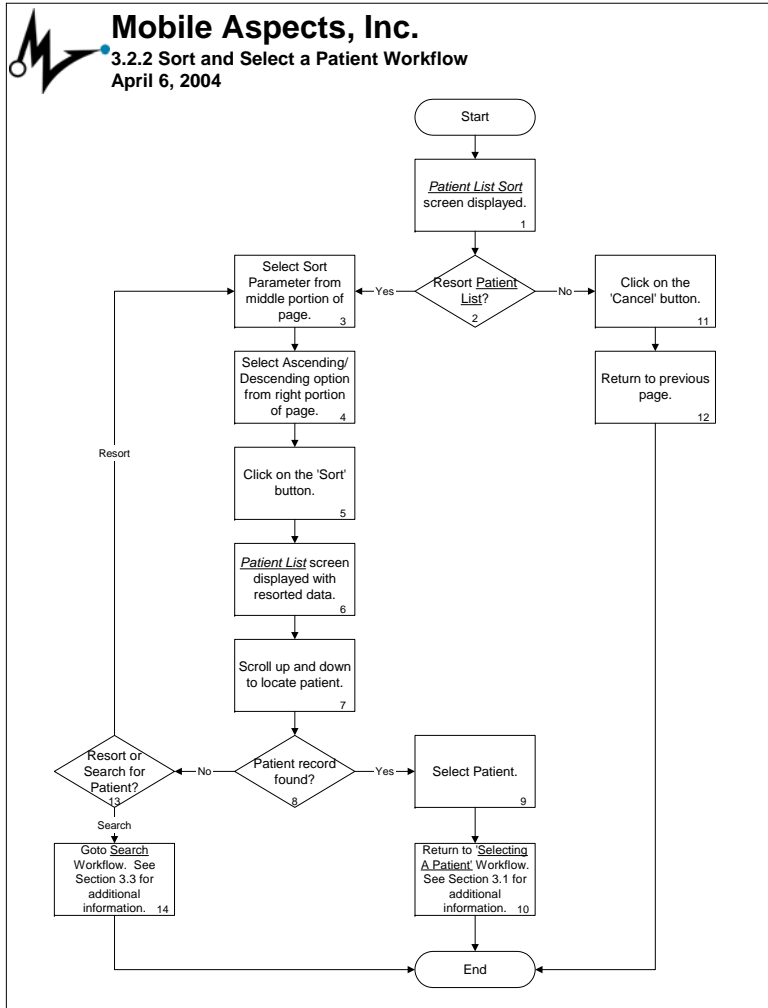 Mobile Aspects, Inc.
3.2.2 Sort and Select a Patient Workflow
April 6, 2004
Start
Patient List Sort
screen displayed.
1
Resort Patient
List?
2
Yes
No
Select Sort
Parameter from
middle portion of
page.
3
Click on the
'Cancel' button.
11
Select Ascending/
Descending option
from right portion
of page.
4
Return to previous
page.
12
Resort
Click on the 'Sort'
button.
5
Patient List screen
displayed with
resorted data.
6
Scroll up and down
to locate patient.
7
Resort or
Search for
Patient?
13
No
Patient record
found?
8
Yes
Select Patient.
9
Search
Goto Search
Workflow. See
Section 3.3 for
additional
information.
14
Return to 'Selecting
A Patient' Workflow.
See Section 3.1 for
additional
information.
10
End